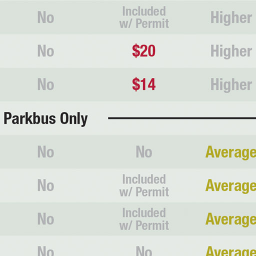 No Included w/ Permit Higher
No $20 Higher
No $14 Higher
Parkbus Only
No No Average
No Included w/ Permit Average
No Included w/ Permit Average
No No Average